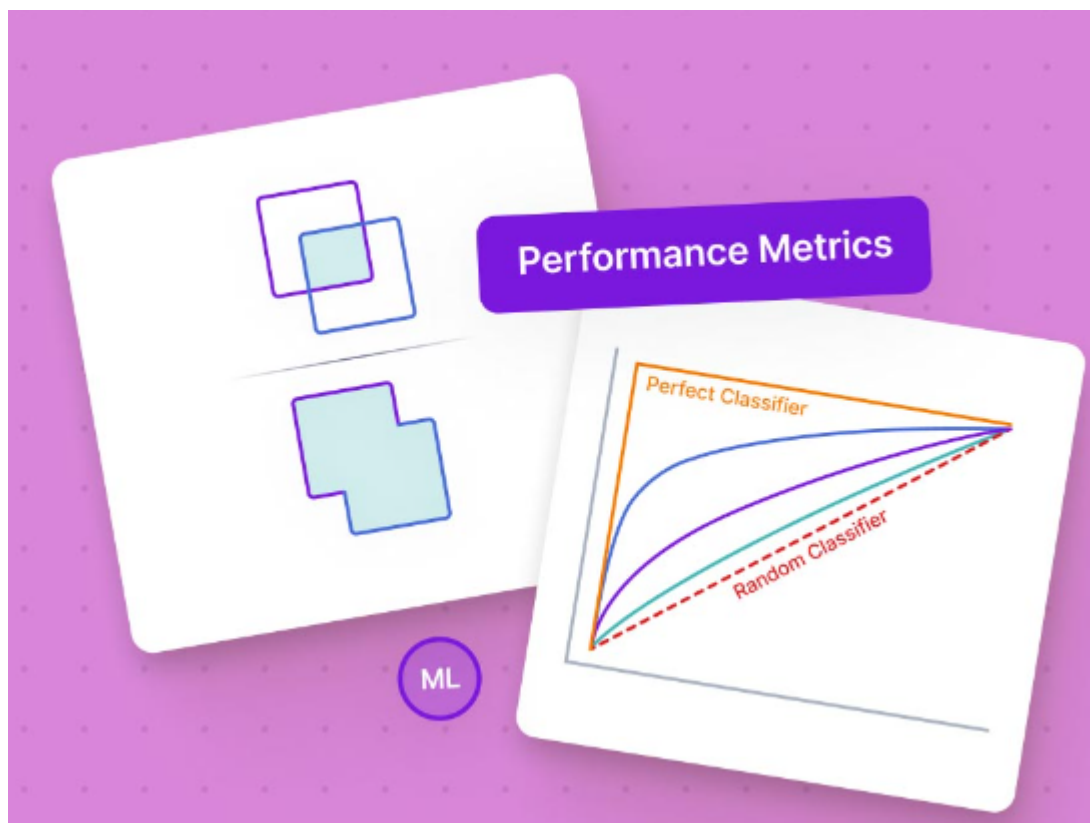 Performance Metrics
Perfect Classifier
Random Classifier
ML